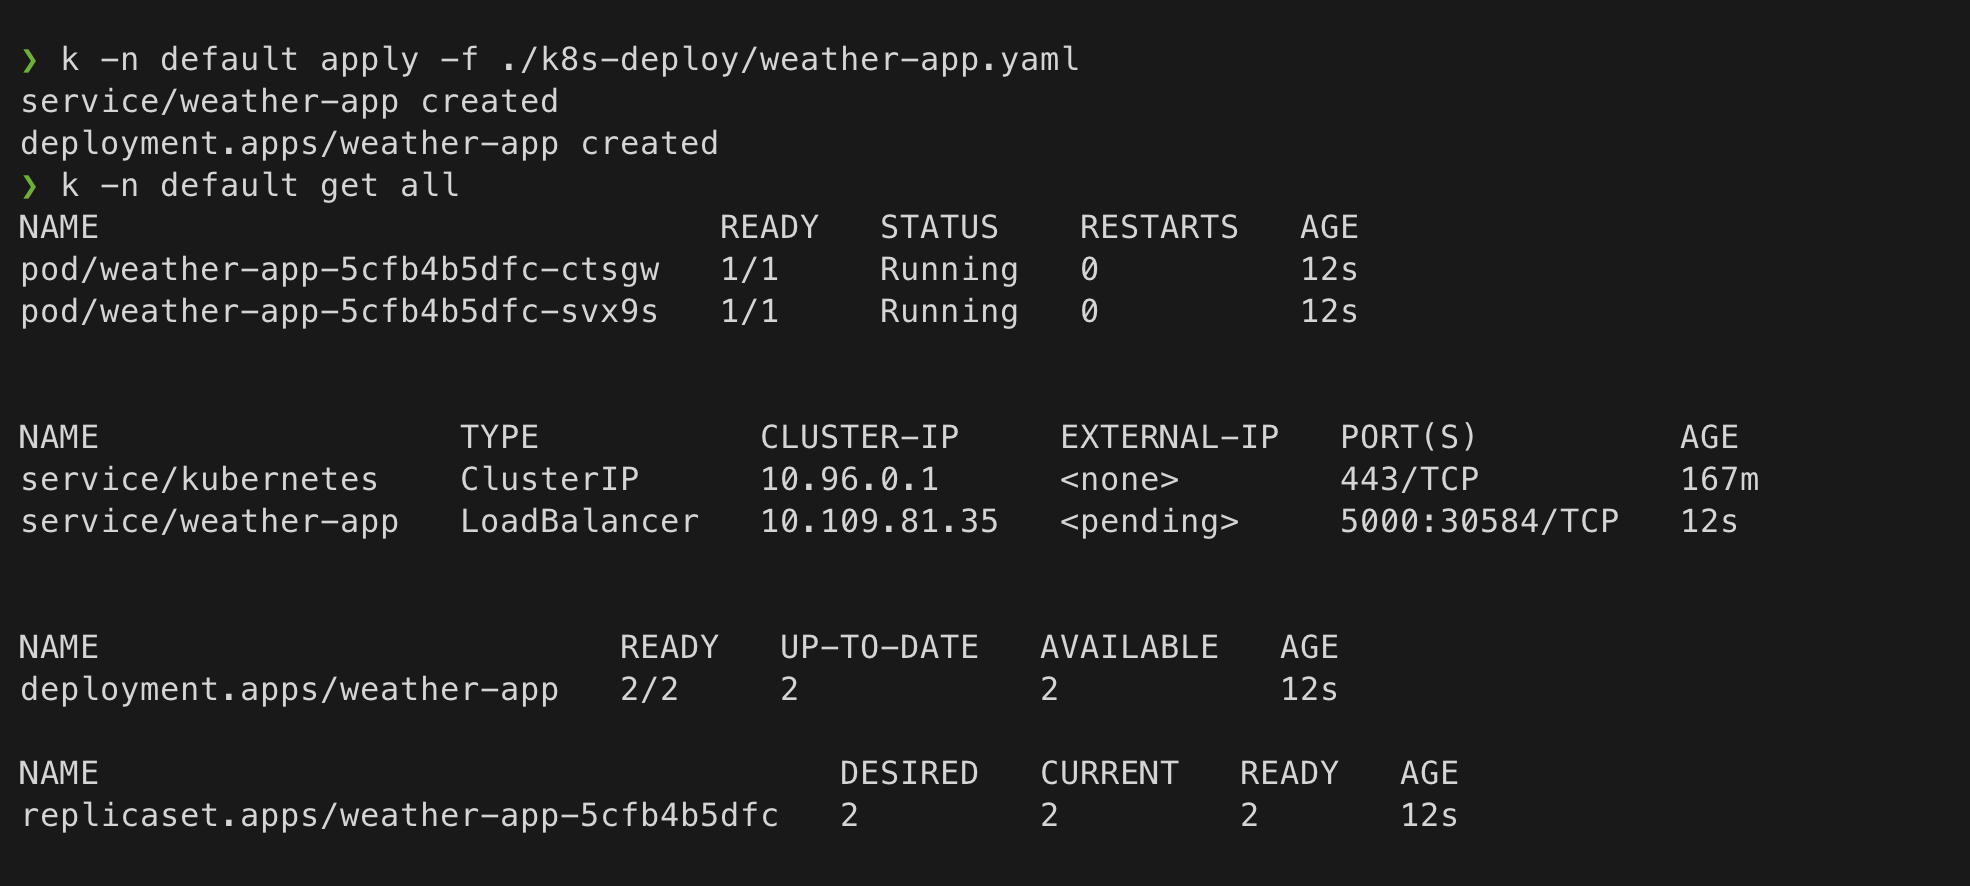 ❯ k -n default apply -f ./k8s-deploy/weather-app.yaml
service/weather-app created
deployment.apps/weather-app created
❯ k -n default get all
NAME                               READY   STATUS    RESTARTS   AGE
pod/weather-app-5cfb4b5dfc-ctsgw   1/1     Running   0          12s
pod/weather-app-5cfb4b5dfc-svx9s   1/1     Running   0          12s
NAME                  TYPE           CLUSTER-IP     EXTERNAL-IP   PORT(S)          AGE
service/kubernetes    ClusterIP      10.96.0.1      <none>        443/TCP          167m
service/weather-app   LoadBalancer   10.109.81.35   <pending>     5000:30584/TCP   12s
NAME                          READY   UP-TO-DATE   AVAILABLE   AGE
deployment.apps/weather-app   2/2     2            2           12s
NAME                                     DESIRED   CURRENT   READY   AGE
replicaset.apps/weather-app-5cfb4b5dfc   2         2         2       12s